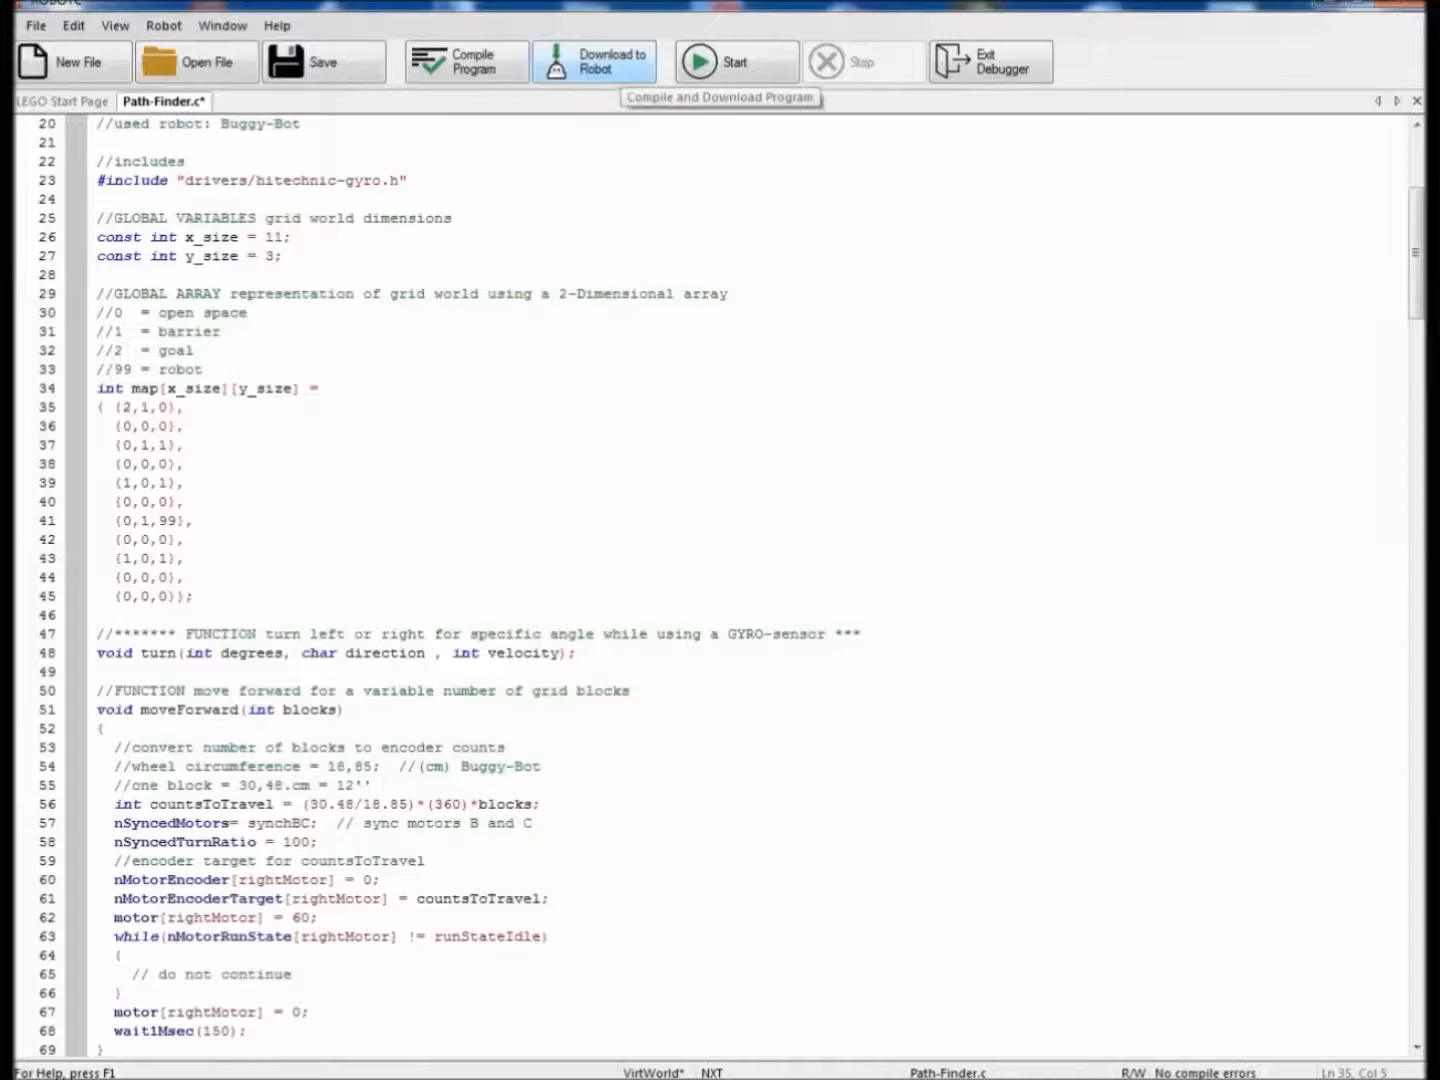 File Edit View Robot Window Help
New File Open File Save Compile Program Download to Robot Start Stop Exit Debugger
Compile and Download Program
LEGO Start Page Path-Finder.c*
20 //used robot: Buggy-Bot
21
22 //includes
23 #include "drivers/hitechnic-gyro.h"
24
25 //GLOBAL VARIABLES grid world dimensions
26 const int x_size = 11;
27 const int y_size = 3;
28
29 //GLOBAL ARRAY representation of grid world using a 2-Dimensional array
30 //0 = open space
31 //1 = barrier
32 //2 = goal
33 //99 = robot
34 int map[x_size][y_size] =
35 { {2,1,0},
36 {0,0,0},
37 {0,1,1},
38 {0,0,0},
39 {1,0,1},
40 {0,0,0},
41 {0,1,99},
42 {0,0,0},
43 {1,0,1},
44 {0,0,0},
45 {0,0,0}};
46
47 //******* FUNCTION turn left or right for specific angle while using a GYRO-sensor ***
48 void turn(int degrees, char direction , int velocity);
49
50 //FUNCTION move forward for a variable number of grid blocks
51 void moveForward(int blocks)
52 {
53 //convert number of blocks to encoder counts
54 //wheel circumference = 18,85; //(cm) Buggy-Bot
55 //one block = 30,48.cm = 12''
56 int countsToTravel = (30.48/18.85)*(360)*blocks;
57 nSyncedMotors= synchBC; // sync motors B and C
58 nSyncedTurnRatio = 100;
59 //encoder target for countsToTravel
60 nMotorEncoder[rightMotor] = 0;
61 nMotorEncoderTarget[rightMotor] = countsToTravel;
62 motor[rightMotor] = 60;
63 while(nMotorRunState[rightMotor] != runStateIdle)
64 {
65 // do not continue
66 }
67 motor[rightMotor] = 0;
68 wait1Msec(150);
69 }
For Help, press F1 VirtWorld* NXT Path-Finder.c R/W No compile errors Ln 35, Col 5